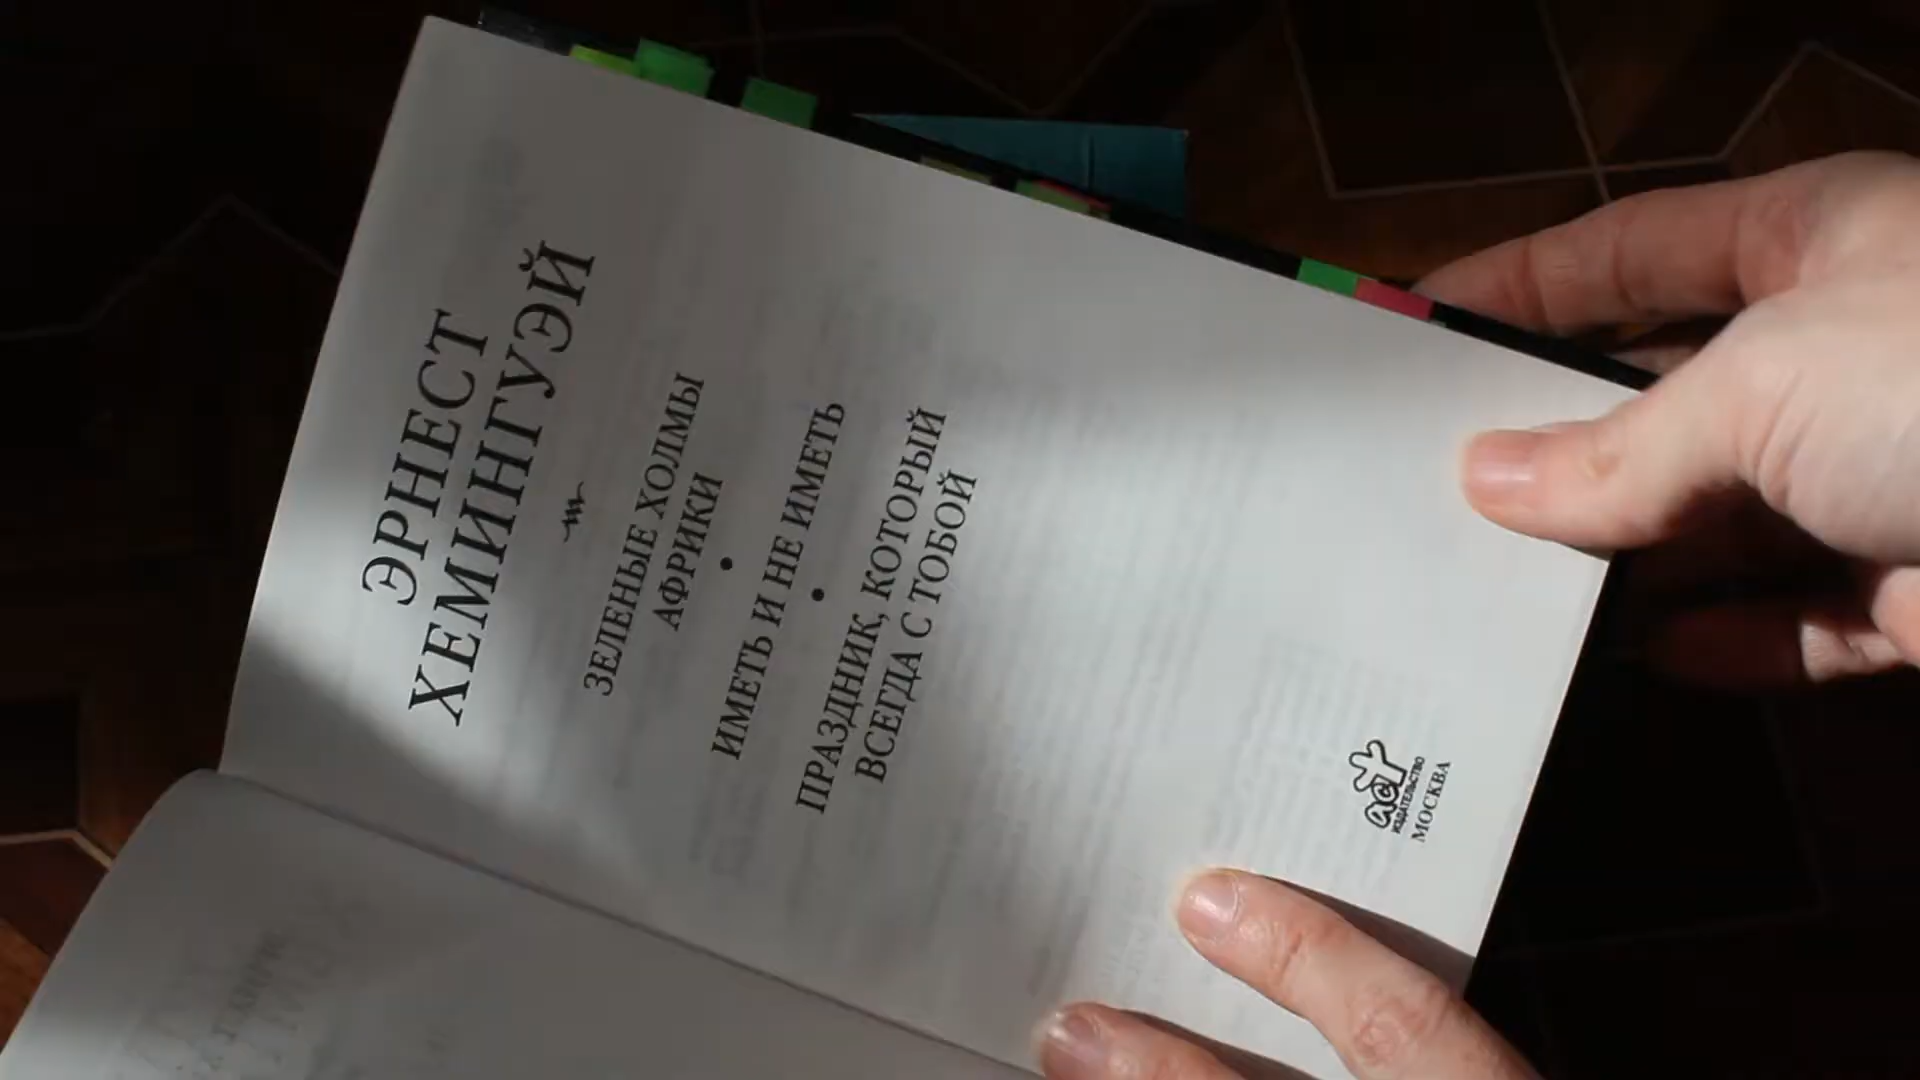 ЭРНЕСТ
ХЕМИНГУЭЙ
ЗЕЛЕНЫЕ ХОЛМЫ
АФРИКИ
•
ИМЕТЬ И НЕ ИМЕТЬ
•
ПРАЗДНИК, КОТОРЫЙ
ВСЕГДА С ТОБОЙ
аст
ИЗДАТЕЛЬСТВО
МОСКВА